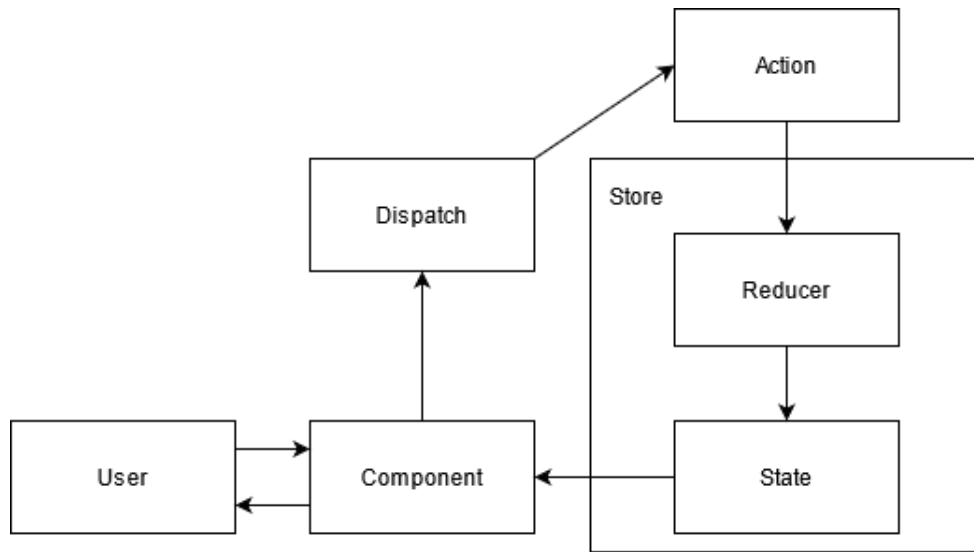 Action
Dispatch
Store
Reducer
User
Component
State